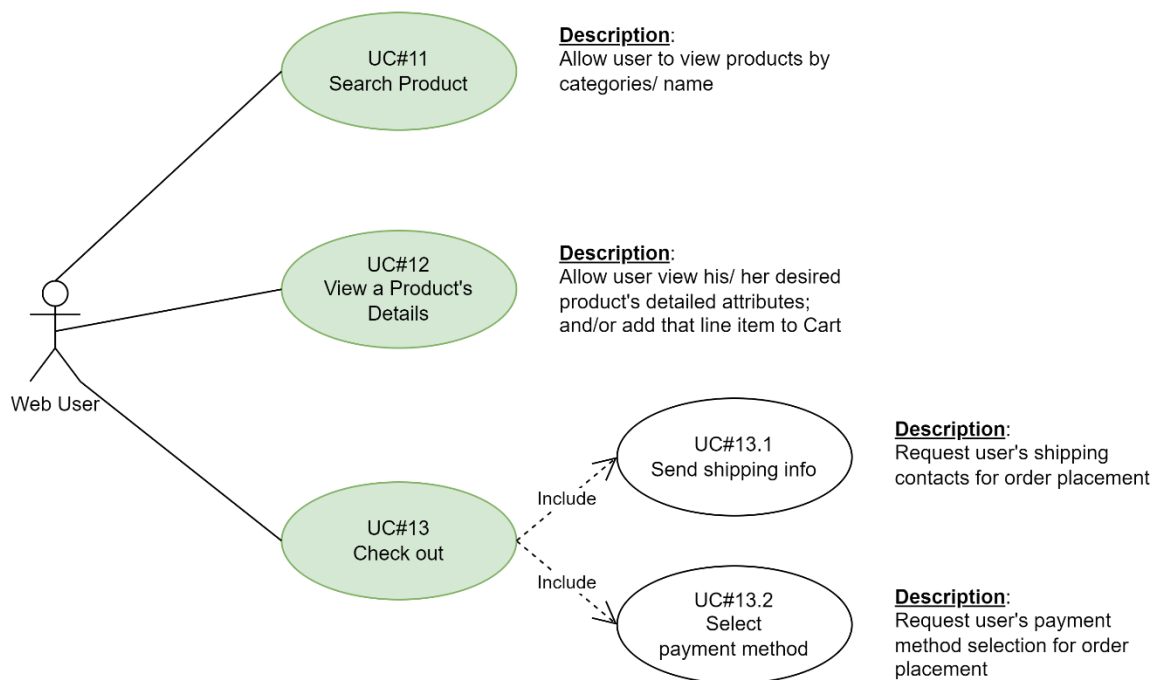 UC#11
Search Product
Description:
Allow user to view products by
categories/ name
UC#12
View a Product's
Details
Description:
Allow user view his/ her desired
product's detailed attributes;
and/or add that line item to Cart
Web User
UC#13
Check out
Include
Include
UC#13.1
Send shipping info
Description:
Request user's shipping
contacts for order placement
UC#13.2
Select
payment method
Description:
Request user's payment
method selection for order
placement